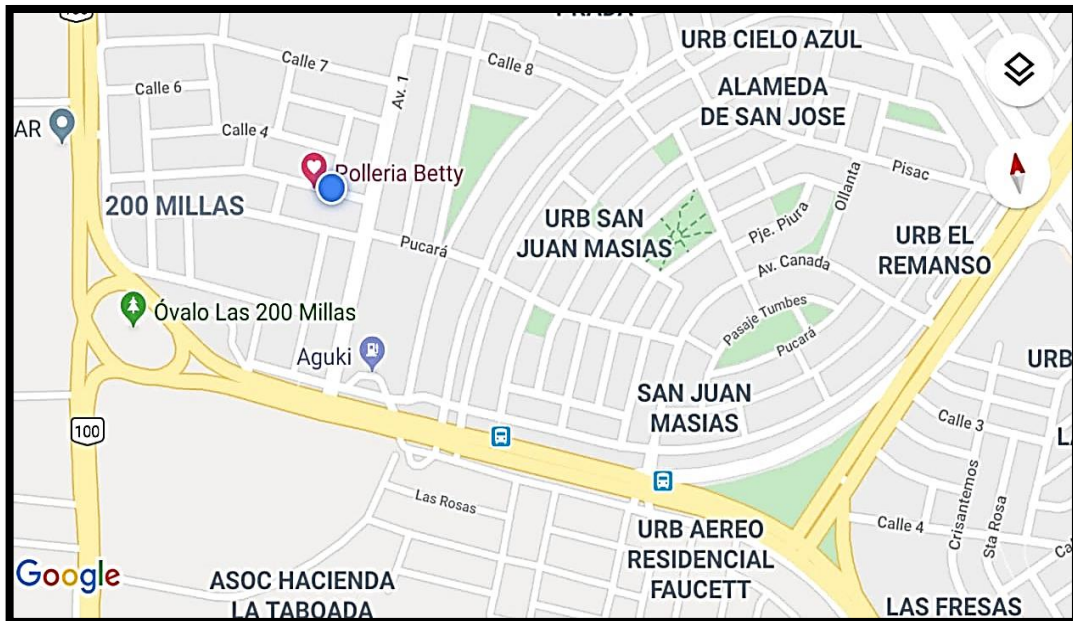 100
PRADA
URB CIELO AZUL
Calle 7
Calle 8
Calle 6
Av. 1
ALAMEDA
DE SAN JOSE
AR
Calle 4
Pisac
Polleria Betty
Ollanta
200 MILLAS
URB SAN
JUAN MASIAS
Pje. Piura
Pucará
URB EL
REMANSO
Av. Canada
Óvalo Las 200 Millas
Pasaje Tumbes
Pucará
Aguki
URB
SAN JUAN
MASIAS
100
Calle 3
Crisantemos
Sta Rosa
Las Rosas
Calle 4
URB AEREO
RESIDENCIAL
FAUCETT
Google
ASOC HACIENDA
LA TABOADA
LAS FRESAS